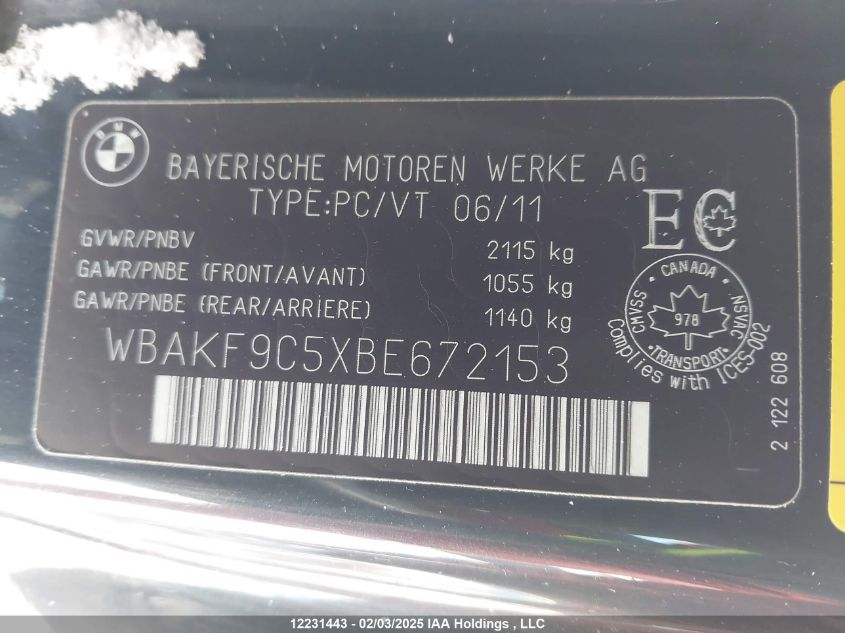 BMW
BAYERISCHE MOTOREN WERKE AG
TYPE:PC/VT 06/11
GVWR/PNBV 2115 kg
GAWR/PNBE (FRONT/AVANT) 1055 kg
GAWR/PNBE (REAR/ARRIERE) 1140 kg
WBAKF9C5XBE672153
EC
CANADA
CMVSS
NSVAC
978
TRANSPORT
Complies with ICES-002
2 122 608
12231443 - 02/03/2025 IAA Holdings , LLC